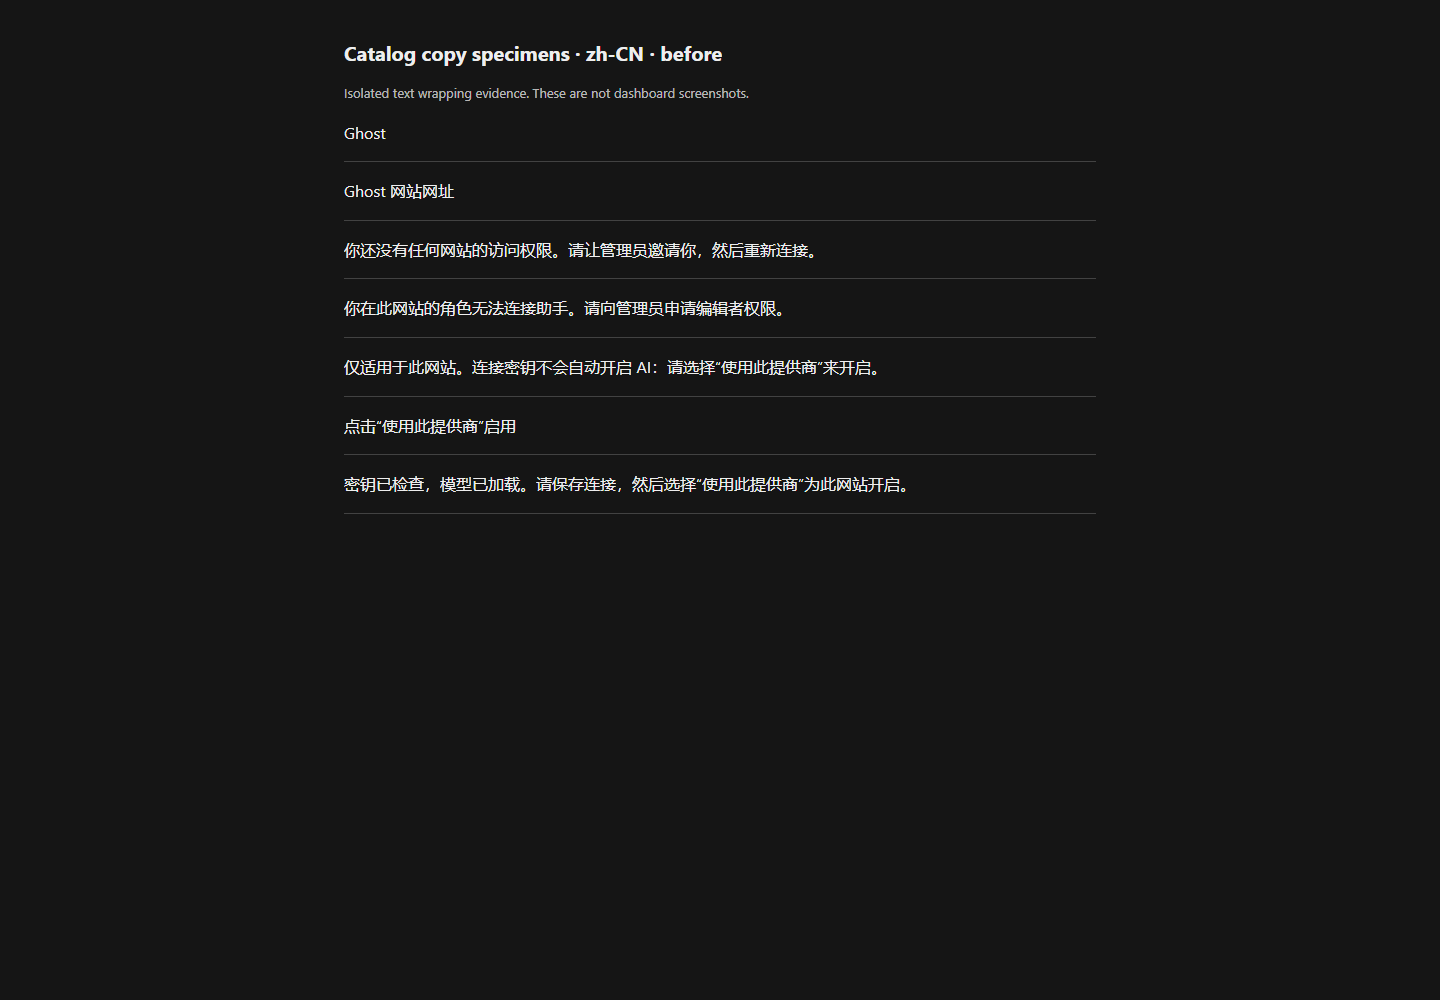 Catalog copy specimens · zh-CN · before
Isolated text wrapping evidence. These are not dashboard screenshots.
Ghost
Ghost 网站网址
你还没有任何网站的访问权限。请让管理员邀请你，然后重新连接。
你在此网站的角色无法连接助手。请向管理员申请编辑者权限。
仅适用于此网站。连接密钥不会自动开启 AI：请选择“使用此提供商”来开启。
点击“使用此提供商”启用
密钥已检查，模型已加载。请保存连接，然后选择“使用此提供商”为此网站开启。